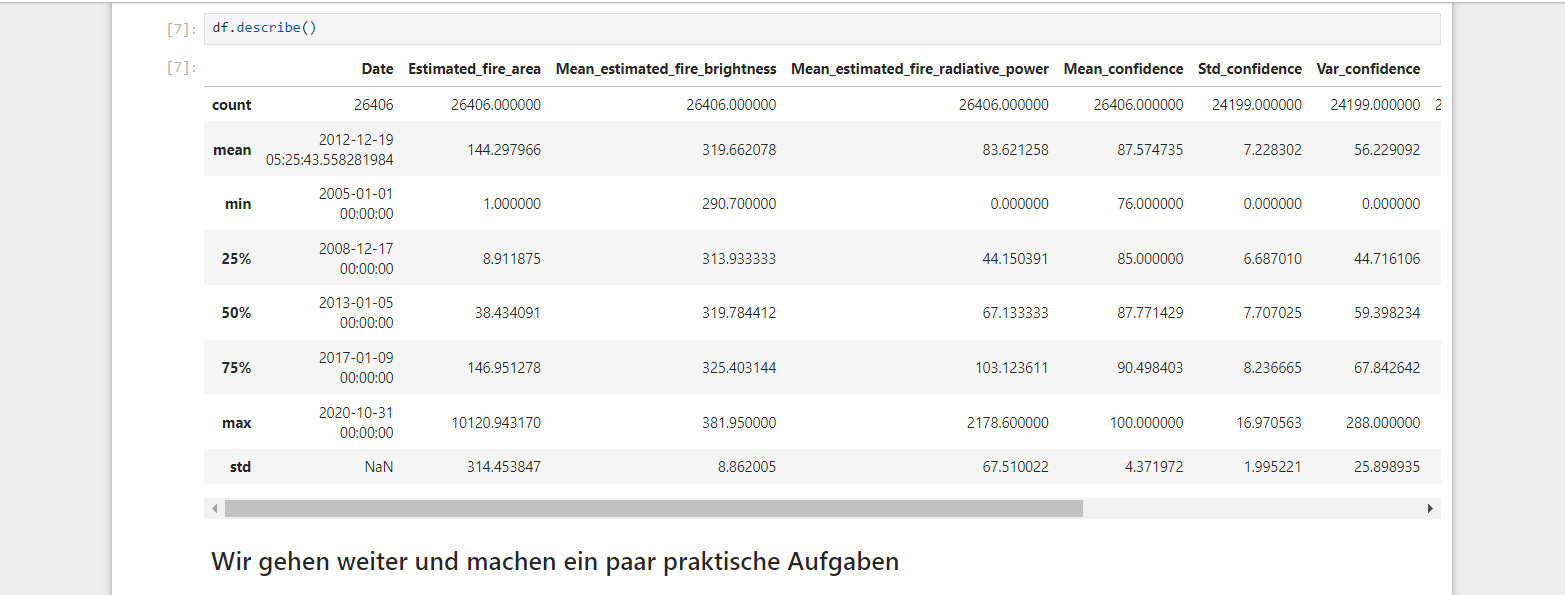 [7]: df.describe()
[7]:
Date Estimated_fire_area Mean_estimated_fire_brightness Mean_estimated_fire_radiative_power Mean_confidence Std_confidence Var_confidence
count 26406 26406.000000 26406.000000 26406.000000 26406.000000 24199.000000 24199.000000 2
mean 2012-12-19 05:25:43.558281984 144.297966 319.662078 83.621258 87.574735 7.228302 56.229092
min 2005-01-01 00:00:00 1.000000 290.700000 0.000000 76.000000 0.000000 0.000000
25% 2008-12-17 00:00:00 8.911875 313.933333 44.150391 85.000000 6.687010 44.716106
50% 2013-01-05 00:00:00 38.434091 319.784412 67.133333 87.771429 7.707025 59.398234
75% 2017-01-09 00:00:00 146.951278 325.403144 103.123611 90.498403 8.236665 67.842642
max 2020-10-31 00:00:00 10120.943170 381.950000 2178.600000 100.000000 16.970563 288.000000
std NaN 314.453847 8.862005 67.510022 4.371972 1.995221 25.898935
Wir gehen weiter und machen ein paar praktische Aufgaben